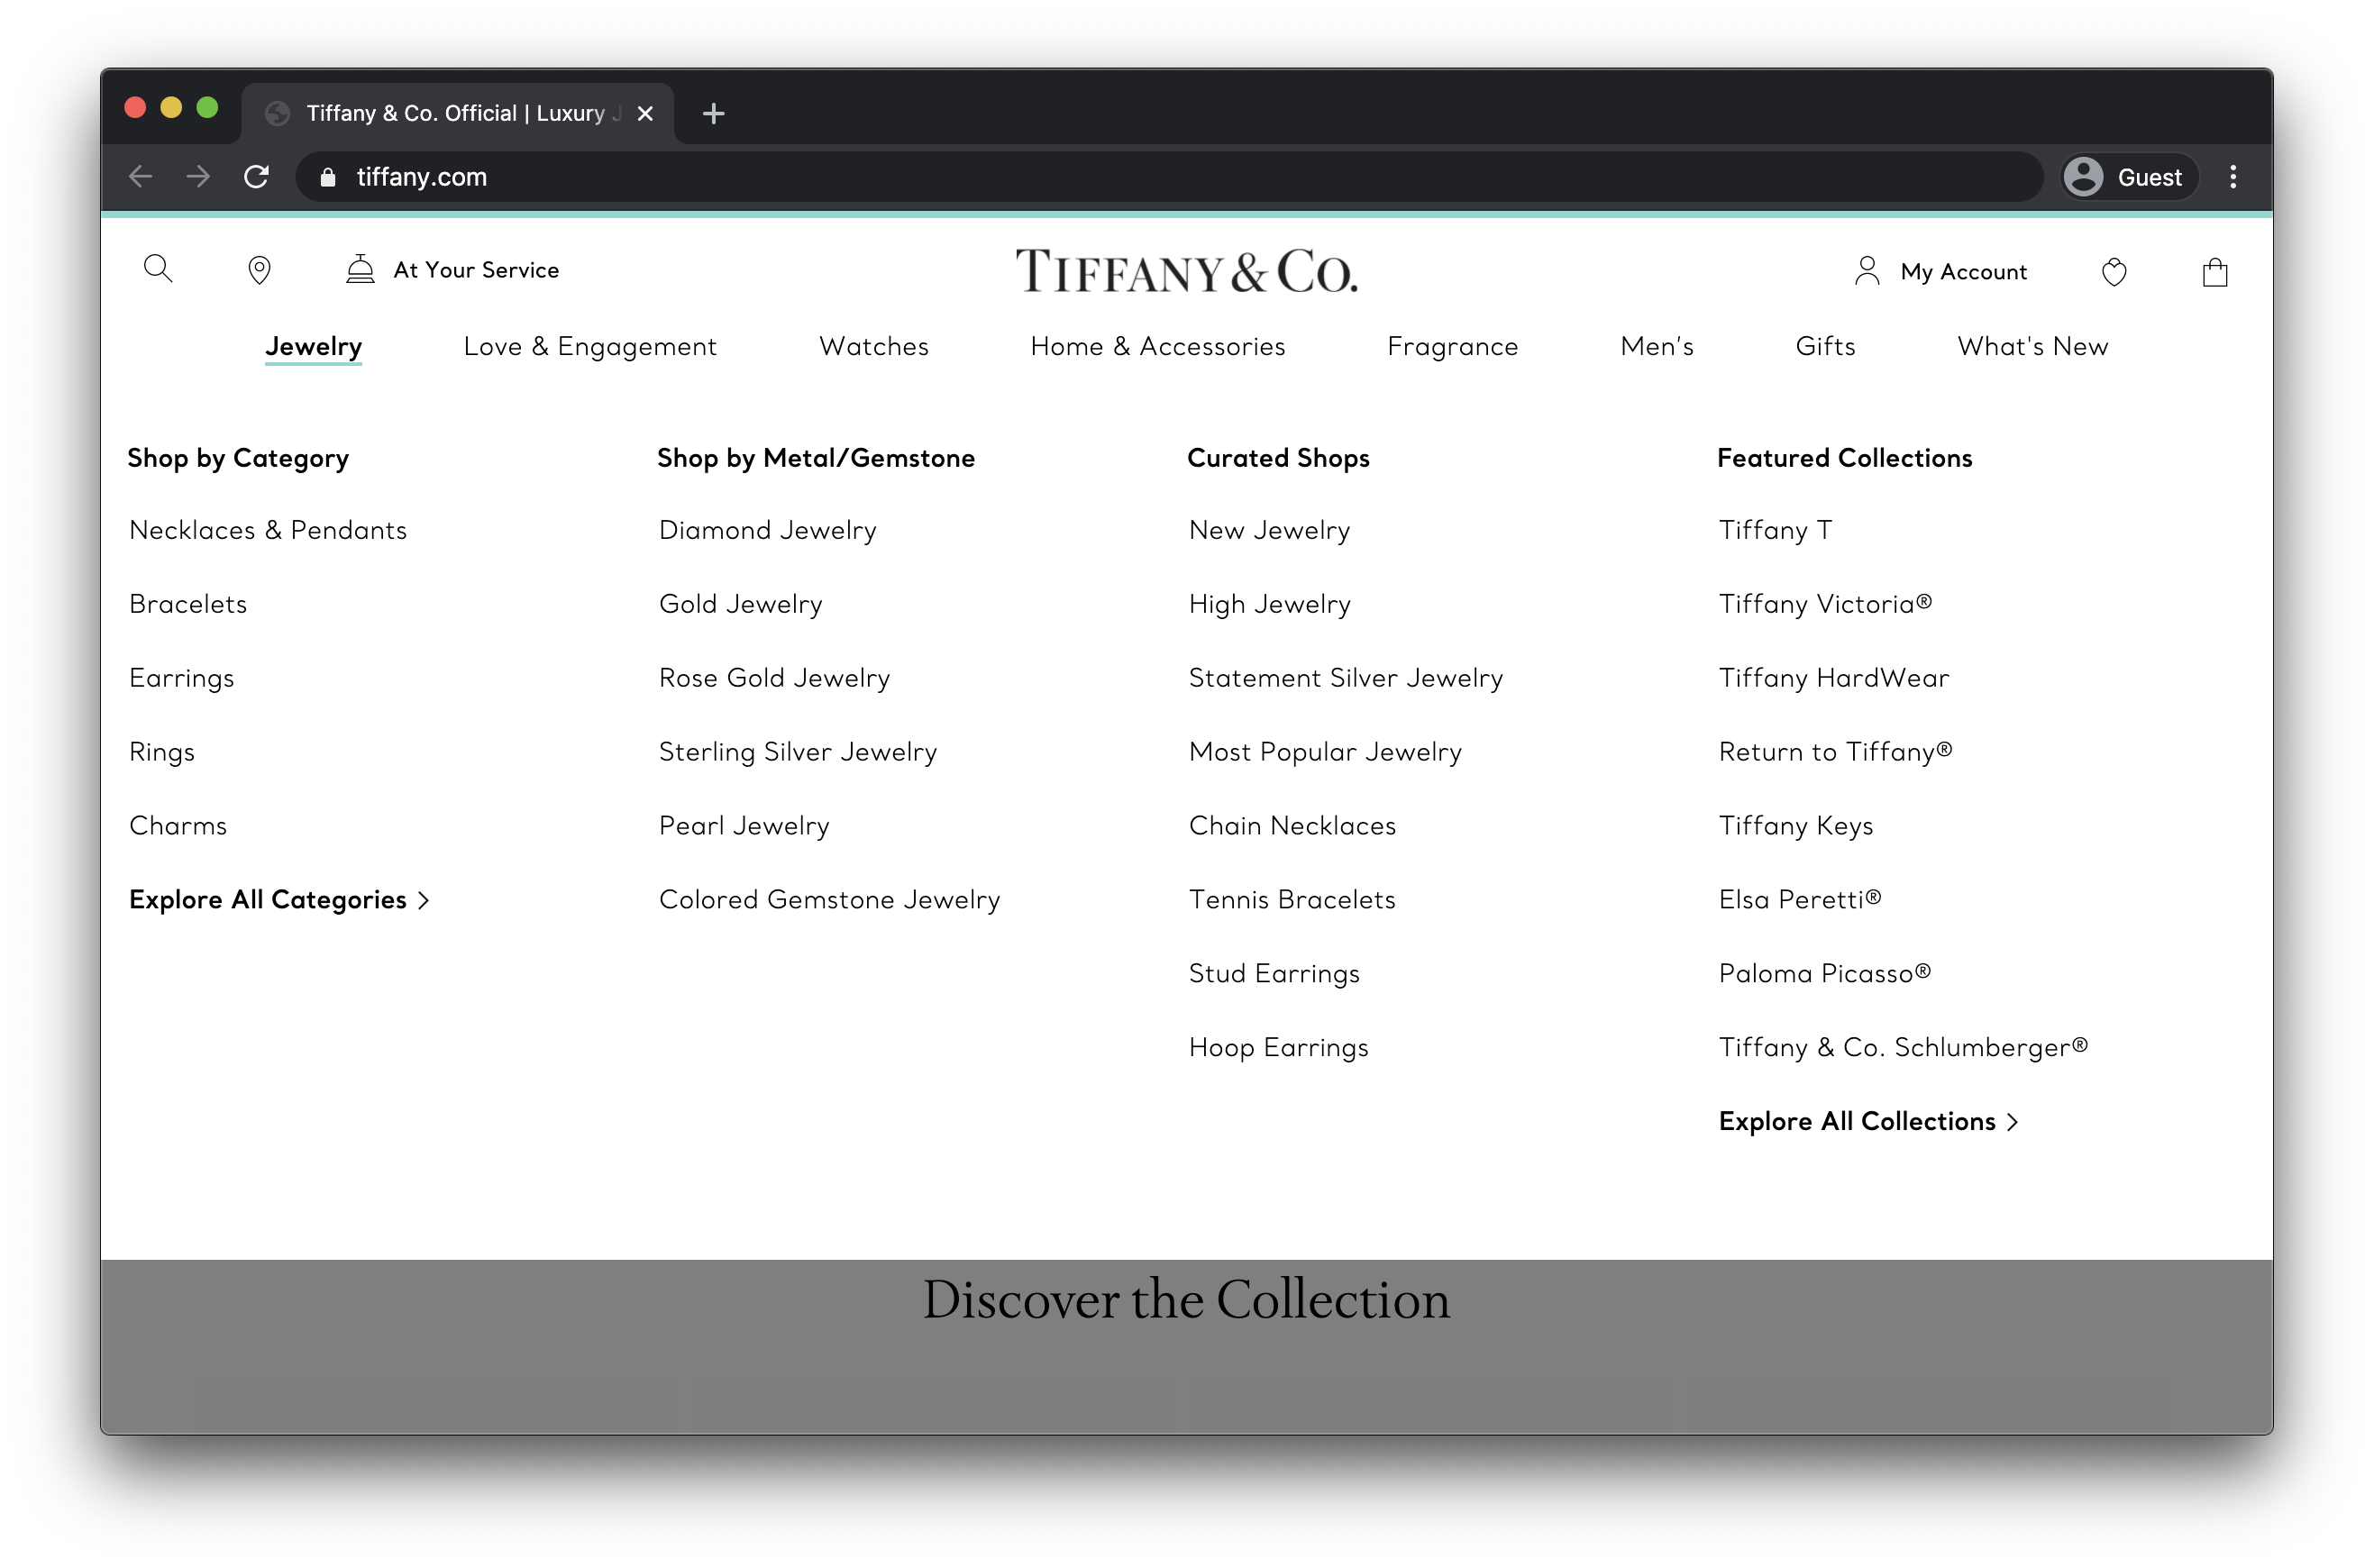 Tiffany & Co. Official | Luxury J
tiffany.com
Guest
At Your Service
TIFFANY & CO.
My Account
Jewelry
Love & Engagement
Watches
Home & Accessories
Fragrance
Men’s
Gifts
What's New
Shop by Category
Necklaces & Pendants
Bracelets
Earrings
Rings
Charms
Explore All Categories >
Shop by Metal/Gemstone
Diamond Jewelry
Gold Jewelry
Rose Gold Jewelry
Sterling Silver Jewelry
Pearl Jewelry
Colored Gemstone Jewelry
Curated Shops
New Jewelry
High Jewelry
Statement Silver Jewelry
Most Popular Jewelry
Chain Necklaces
Tennis Bracelets
Stud Earrings
Hoop Earrings
Featured Collections
Tiffany T
Tiffany Victoria®
Tiffany HardWear
Return to Tiffany®
Tiffany Keys
Elsa Peretti®
Paloma Picasso®
Tiffany & Co. Schlumberger®
Explore All Collections >
Discover the Collection